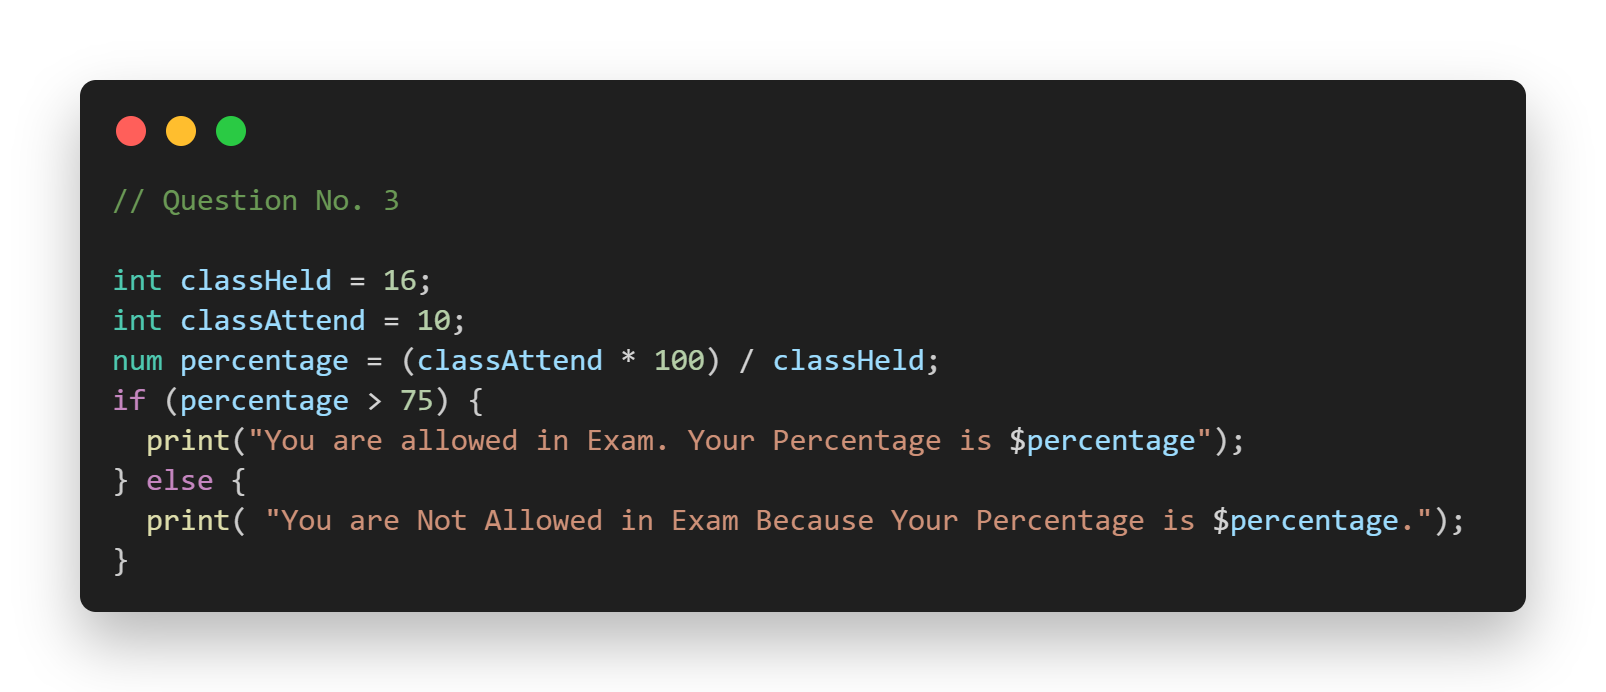 // Question No. 3

int classHeld = 16;
int classAttend = 10;
num percentage = (classAttend * 100) / classHeld;
if (percentage > 75) {
  print("You are allowed in Exam. Your Percentage is $percentage");
} else {
  print( "You are Not Allowed in Exam Because Your Percentage is $percentage.");
}